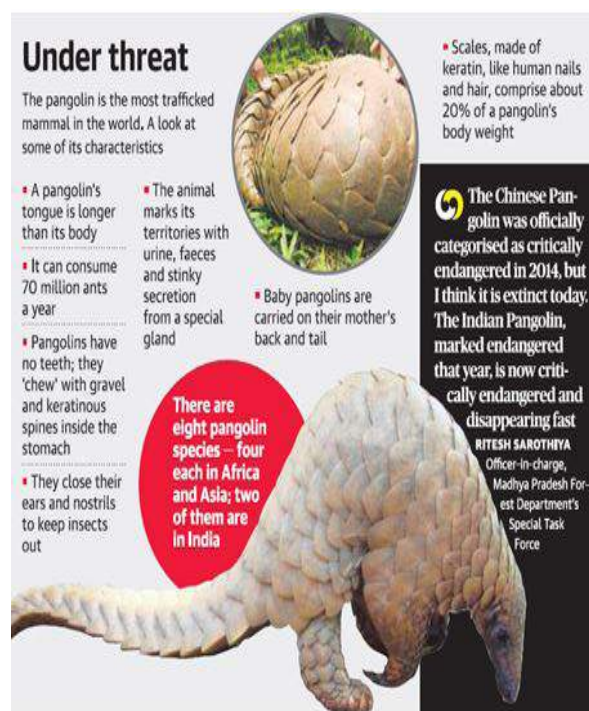 Under threat
The pangolin is the most trafficked
mammal in the world. A look at
some of its characteristics
▪ A pangolin's
tongue is longer
than its body
▪ It can consume
70 million ants
a year
▪ Pangolins have
no teeth; they
'chew' with gravel
and keratinous
spines inside the
stomach
▪ They close their
ears and nostrils
to keep insects
out
▪ The animal
marks its
territories with
urine, faeces
and stinky
secretion
from a special
gland
▪ Baby pangolins are
carried on their mother's
back and tail
▪ Scales, made of
keratin, like human nails
and hair, comprise about
20% of a pangolin's
body weight
There are
eight pangolin
species — four
each in Africa
and Asia; two
of them are
in India
The Chinese Pan-
golin was officially
categorised as critically
endangered in 2014, but
I think it is extinct today.
The Indian Pangolin,
marked endangered
that year, is now criti-
cally endangered and
disappearing fast
RITESH SAROTHIYA
Officer-in-charge,
Madhya Pradesh For-
est Department's
Special Task
Force